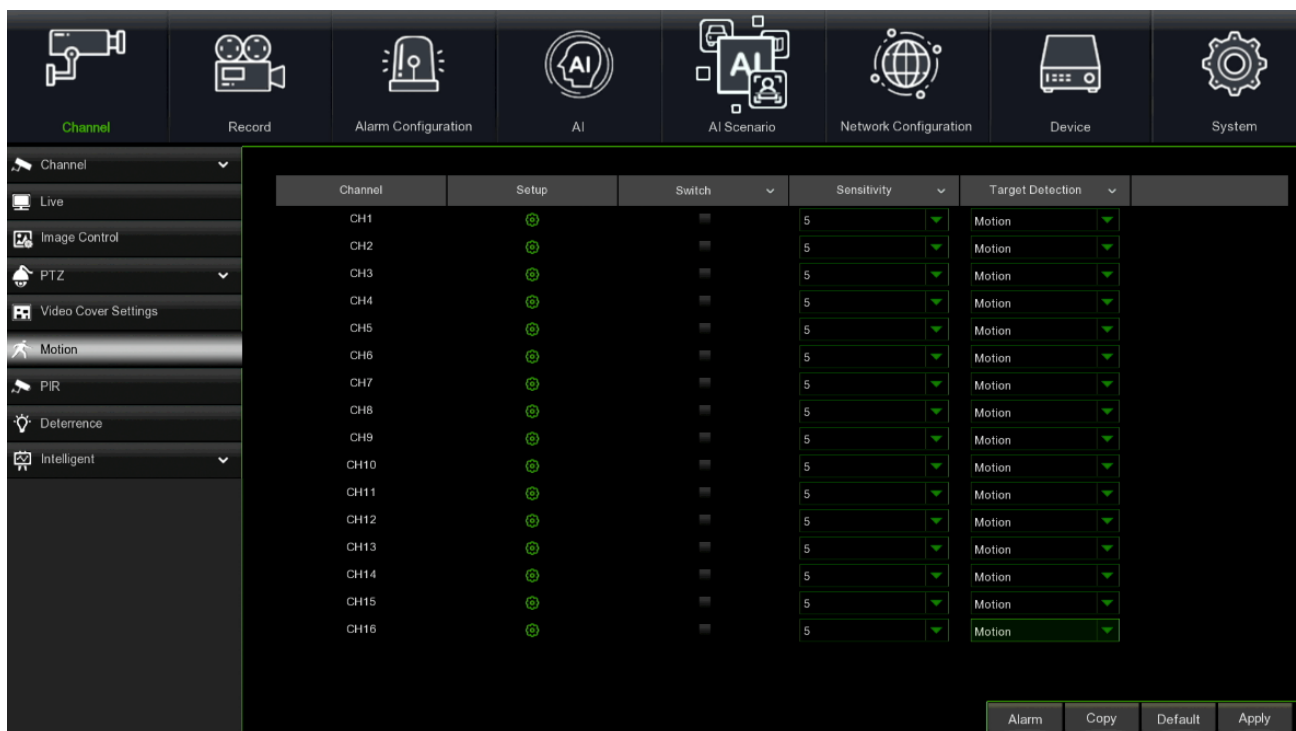 Channel Record Alarm Configuration AI AI Scenario Network Configuration Device System
Channel
Live
Image Control
PTZ
Video Cover Settings
Motion
PIR
Deterrence
Intelligent
Channel Setup Switch Sensitivity Target Detection
CH1 5 Motion
CH2 5 Motion
CH3 5 Motion
CH4 5 Motion
CH5 5 Motion
CH6 5 Motion
CH7 5 Motion
CH8 5 Motion
CH9 5 Motion
CH10 5 Motion
CH11 5 Motion
CH12 5 Motion
CH13 5 Motion
CH14 5 Motion
CH15 5 Motion
CH16 5 Motion
Alarm Copy Default Apply